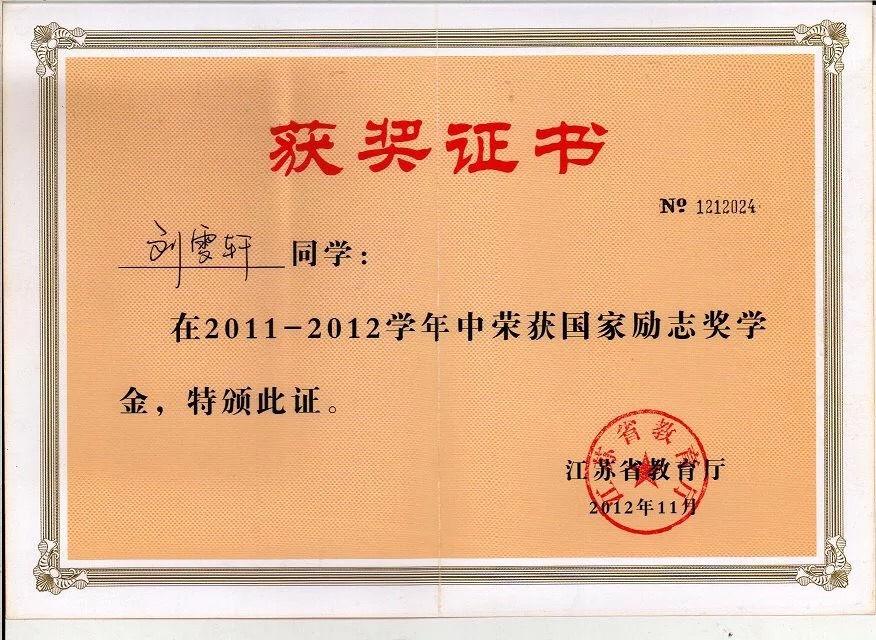 获奖证书
Nº 1212024
刘雯轩 同学：
在2011-2012学年中荣获国家励志奖学
金，特颁此证。
江苏省教育厅
2012年11月
江苏省教育厅